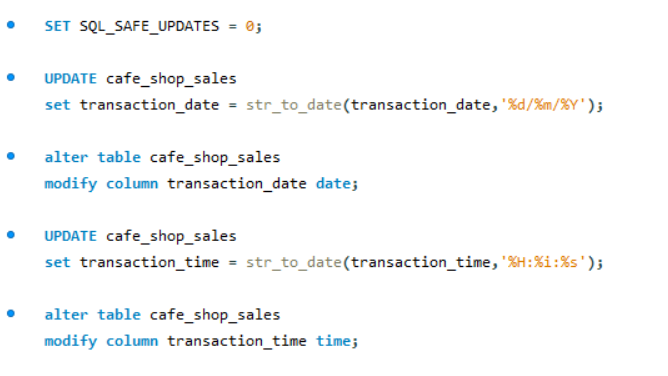 SET SQL_SAFE_UPDATES = 0;
UPDATE cafe_shop_sales
set transaction_date = str_to_date(transaction_date,'%d/%m/%Y');
alter table cafe_shop_sales
modify column transaction_date date;
UPDATE cafe_shop_sales
set transaction_time = str_to_date(transaction_time,'%H:%i:%s');
alter table cafe_shop_sales
modify column transaction_time time;